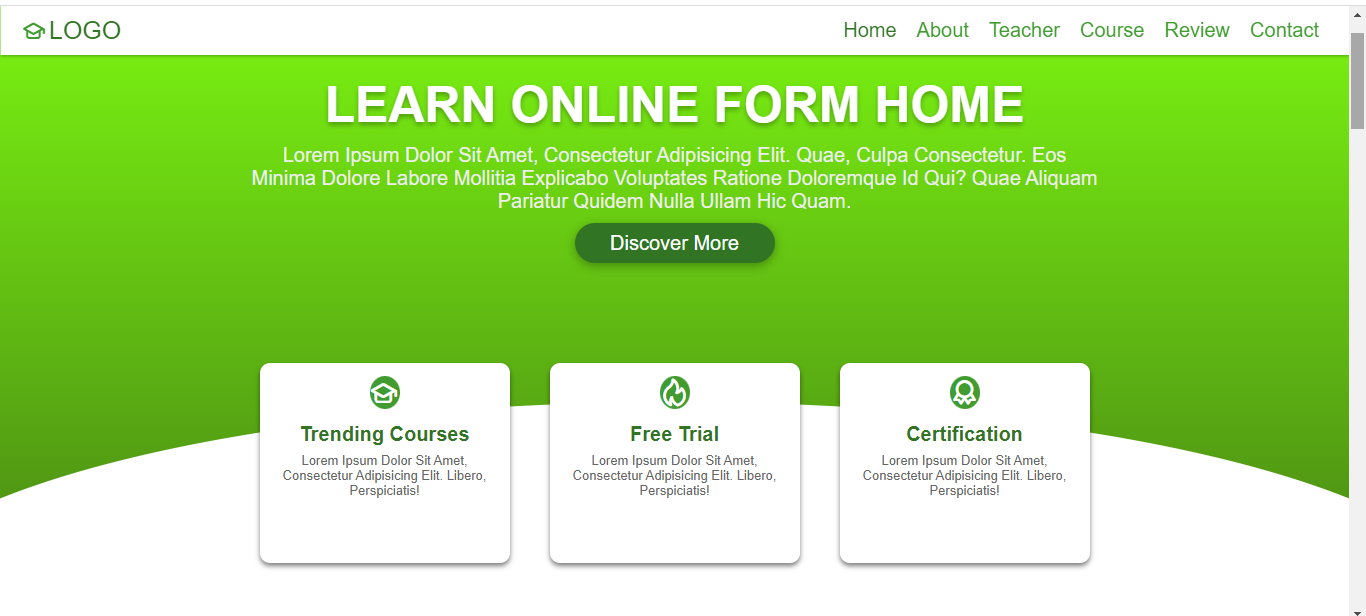 LOGO
Home About Teacher Course Review Contact
LEARN ONLINE FORM HOME
Lorem Ipsum Dolor Sit Amet, Consectetur Adipisicing Elit. Quae, Culpa Consectetur. Eos
Minima Dolore Labore Mollitia Explicabo Voluptates Ratione Doloremque Id Qui? Quae Aliquam
Pariatur Quidem Nulla Ullam Hic Quam.
Discover More
Trending Courses
Lorem Ipsum Dolor Sit Amet,
Consectetur Adipisicing Elit. Libero,
Perspiciatis!
Free Trial
Lorem Ipsum Dolor Sit Amet,
Consectetur Adipisicing Elit. Libero,
Perspiciatis!
Certification
Lorem Ipsum Dolor Sit Amet,
Consectetur Adipisicing Elit. Libero,
Perspiciatis!